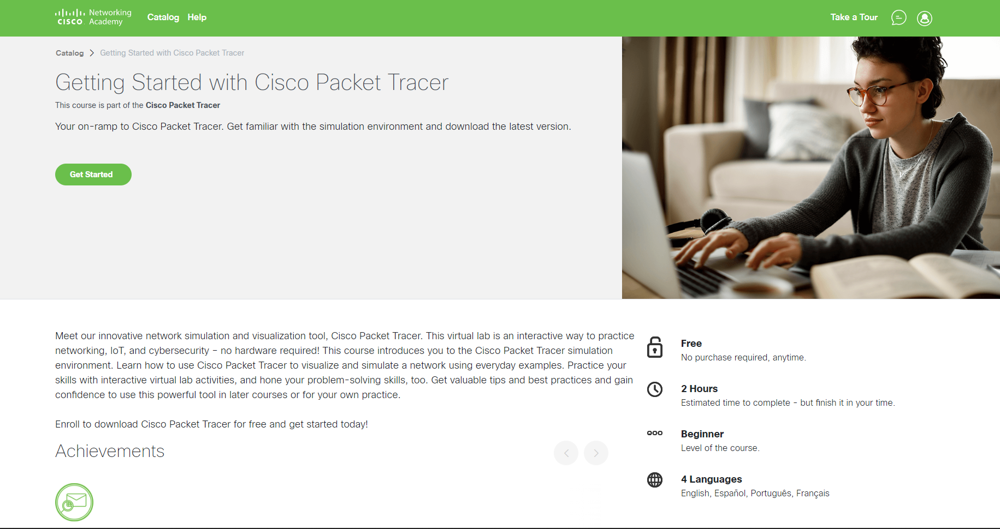 Networking
CISCO Academy
Catalog Help
Take a Tour
Catalog > Getting Started with Cisco Packet Tracer
Getting Started with Cisco Packet Tracer
This course is part of the Cisco Packet Tracer
Your on-ramp to Cisco Packet Tracer. Get familiar with the simulation environment and download the latest version.
Get Started
Meet our innovative network simulation and visualization tool, Cisco Packet Tracer. This virtual lab is an interactive way to practice
networking, IoT, and cybersecurity – no hardware required! This course introduces you to the Cisco Packet Tracer simulation
environment. Learn how to use Cisco Packet Tracer to visualize and simulate a network using everyday examples. Practice your
skills with interactive virtual lab activities, and hone your problem-solving skills, too. Get valuable tips and best practices and gain
confidence to use this powerful tool in later courses or for your own practice.
Enroll to download Cisco Packet Tracer for free and get started today!
Achievements
Free
No purchase required, anytime.
2 Hours
Estimated time to complete - but finish it in your time.
Beginner
Level of the course.
4 Languages
English, Español, Português, Français